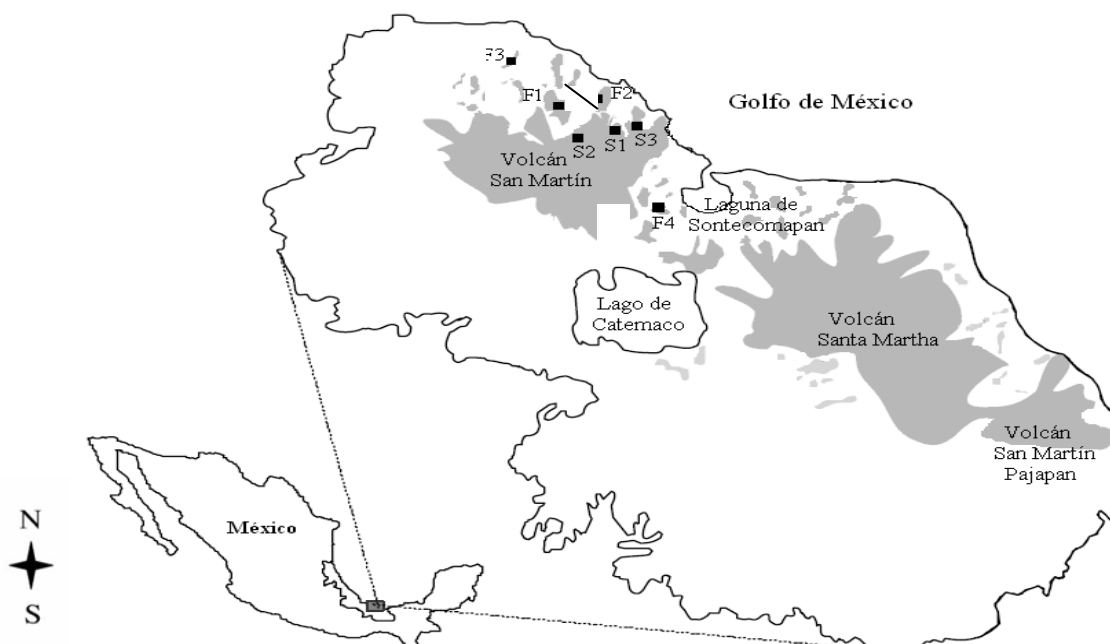 F3
F1
F2
Golfo de México
S2
S1
S3
Volcán
San Martín
F4
Laguna de
Sontecomapan
Lago de
Catemaco
Volcán
Santa Martha
Volcán
San Martín
Pajapan
México
N
S